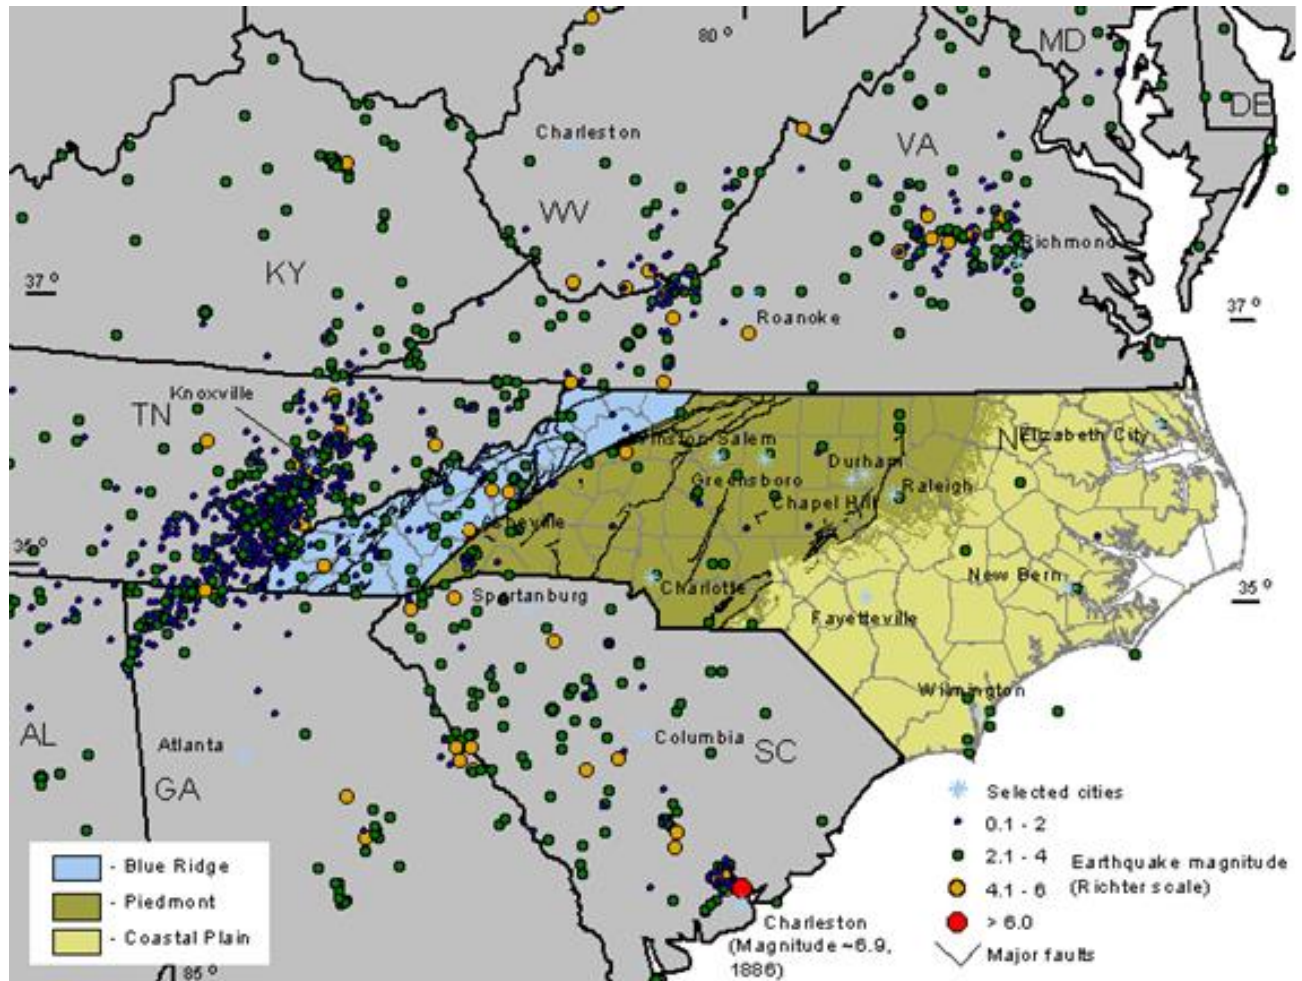 80 º
MD
DE
Charleston
VA
WV
Richmond
KY
37 º
37 º
Roanoke
Knoxville
TN
NC
Elizabeth City
Winston-Salem
Durham
Greensboro
Raleigh
Chapel Hill
Asheville
35 º
New Bern
35 º
Charlotte
Spartanburg
Fayetteville
Wilmington
AL
Atlanta
Columbia
SC
GA
Selected cities
0.1 - 2
2.1 - 4
Earthquake magnitude
4.1 - 6
(Richter scale)
> 6.0
Major faults
- Blue Ridge
- Piedmont
- Coastal Plain
Charleston
(Magnitude ~6.9,
1886)
85 º